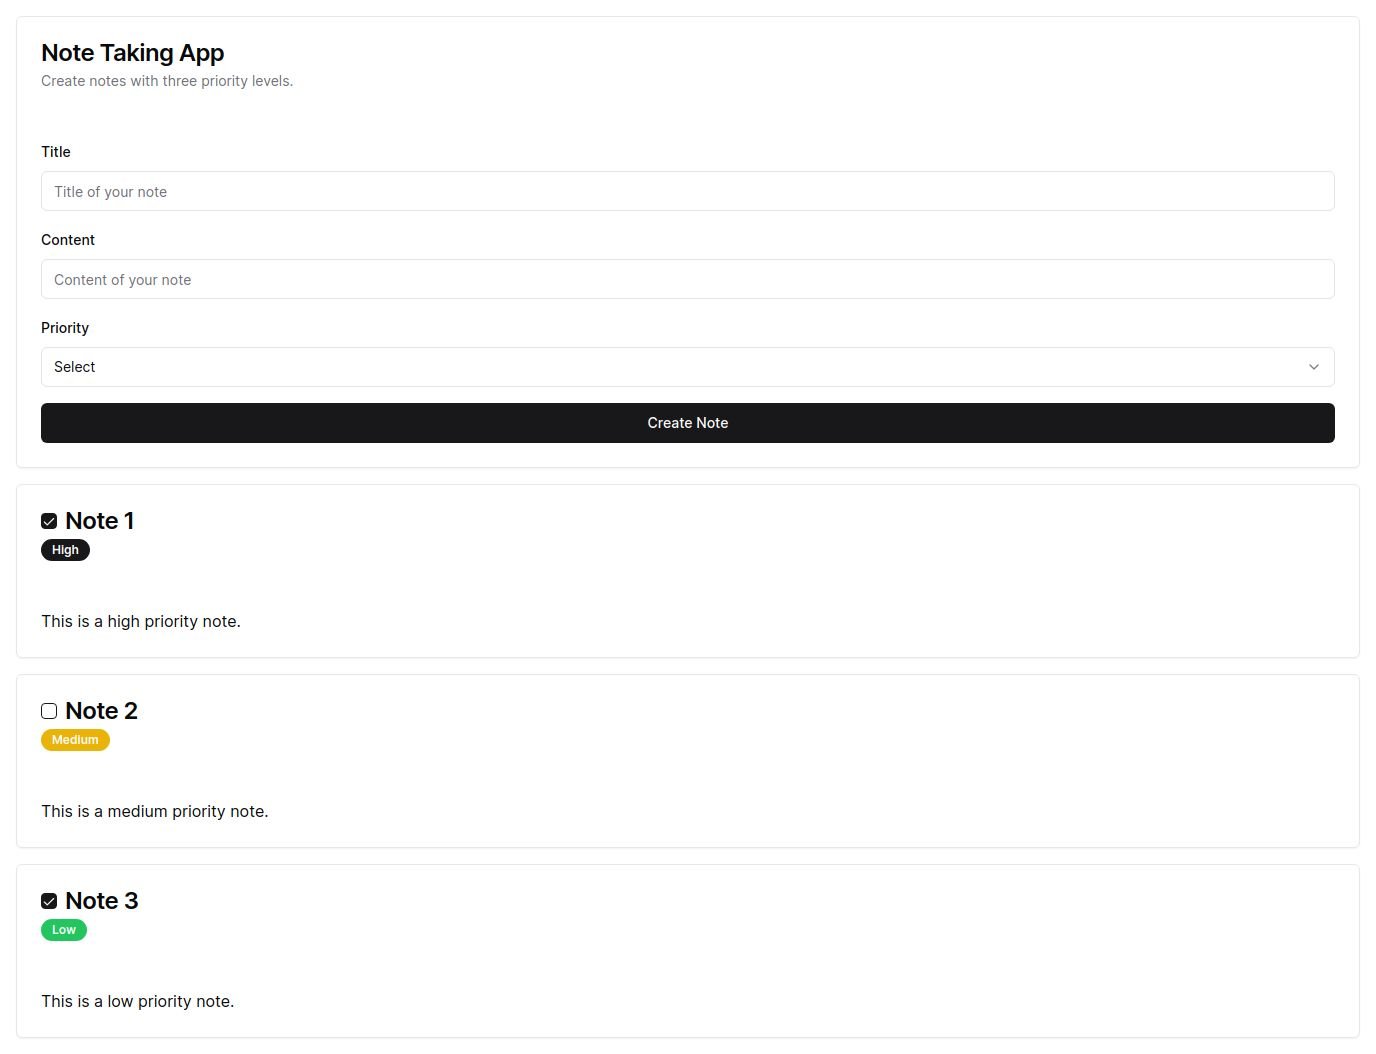 Note Taking App
Create notes with three priority levels.
Title
Title of your note
Content
Content of your note
Priority
Select
Create Note
Note 1
High
This is a high priority note.
Note 2
Medium
This is a medium priority note.
Note 3
Low
This is a low priority note.